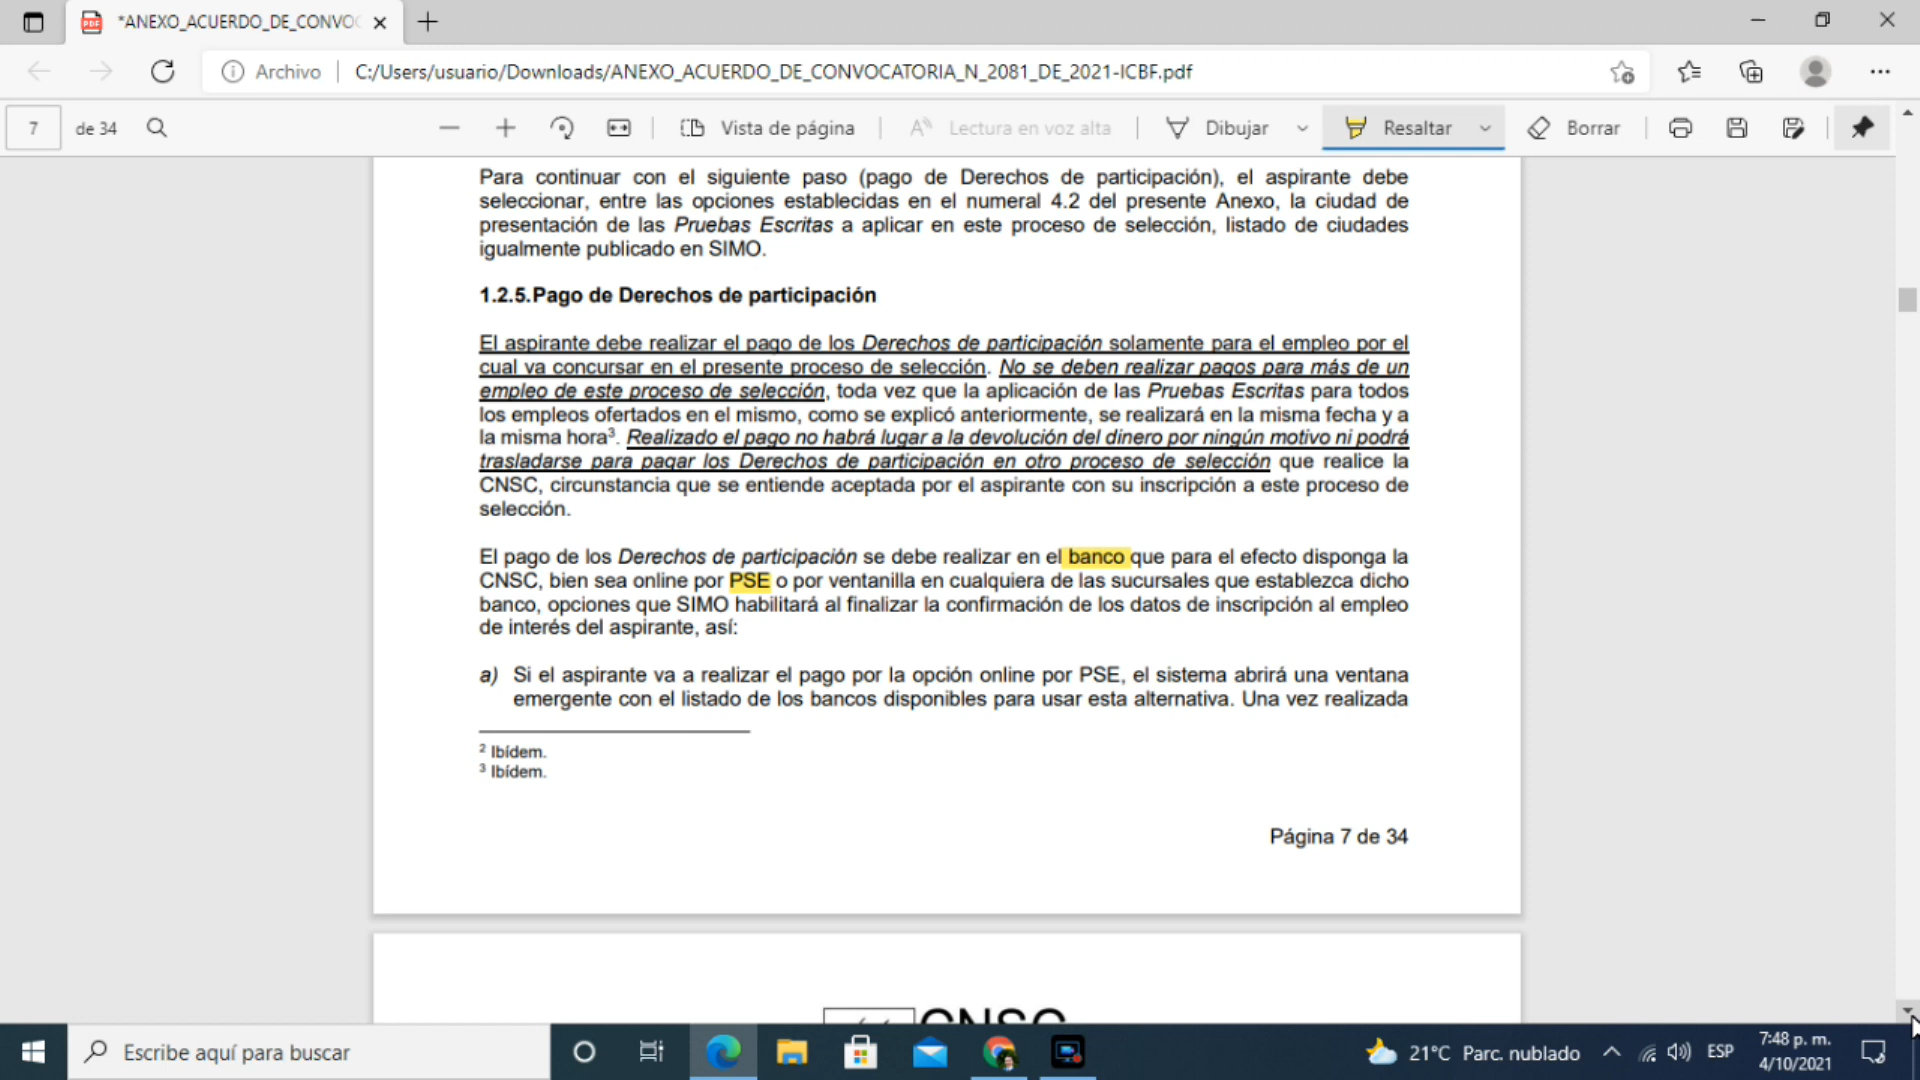 *ANEXO_ACUERDO_DE_CONVOC
Archivo
C:/Users/usuario/Downloads/ANEXO_ACUERDO_DE_CONVOCATORIA_N_2081_DE_2021-ICBF.pdf
7 de 34
Vista de página
Lectura en voz alta
Dibujar
Resaltar
Borrar
Para continuar con el siguiente paso (pago de Derechos de participación), el aspirante debe
seleccionar, entre las opciones establecidas en el numeral 4.2 del presente Anexo, la ciudad de
presentación de las Pruebas Escritas a aplicar en este proceso de selección, listado de ciudades
igualmente publicado en SIMO.
1.2.5.Pago de Derechos de participación
El aspirante debe realizar el pago de los Derechos de participación solamente para el empleo por el
cual va concursar en el presente proceso de selección. No se deben realizar pagos para más de un
empleo de este proceso de selección, toda vez que la aplicación de las Pruebas Escritas para todos
los empleos ofertados en el mismo, como se explicó anteriormente, se realizará en la misma fecha y a
la misma hora³. Realizado el pago no habrá lugar a la devolución del dinero por ningún motivo ni podrá
trasladarse para pagar los Derechos de participación en otro proceso de selección que realice la
CNSC, circunstancia que se entiende aceptada por el aspirante con su inscripción a este proceso de
selección.
El pago de los Derechos de participación se debe realizar en el banco que para el efecto disponga la
CNSC, bien sea online por PSE o por ventanilla en cualquiera de las sucursales que establezca dicho
banco, opciones que SIMO habilitará al finalizar la confirmación de los datos de inscripción al empleo
de interés del aspirante, así:
a) Si el aspirante va a realizar el pago por la opción online por PSE, el sistema abrirá una ventana
emergente con el listado de los bancos disponibles para usar esta alternativa. Una vez realizada
² Ibídem.
³ Ibídem.
Página 7 de 34
CNSC
Escribe aquí para buscar
21°C Parc. nublado
ESP
7:48 p. m.
4/10/2021